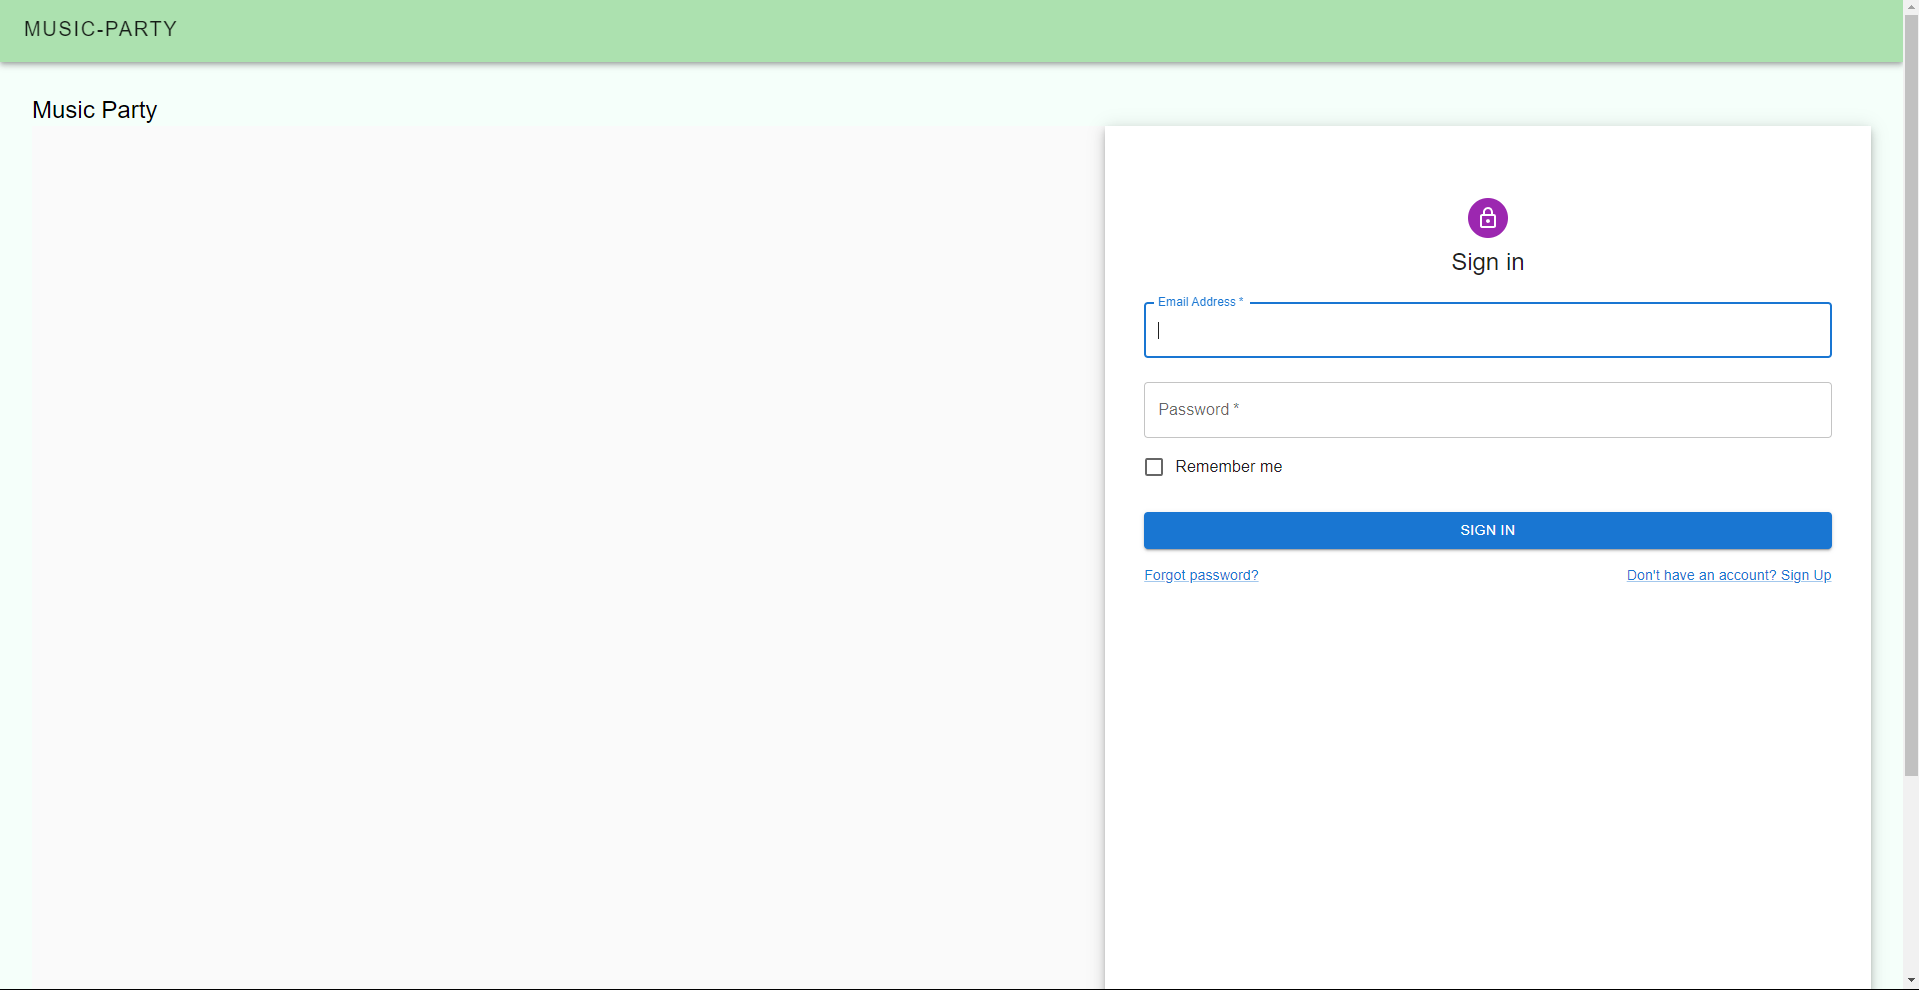 MUSIC-PARTY
Music Party
Sign in
Email Address *
Password *
Remember me
SIGN IN
Forgot password?
Don't have an account? Sign Up